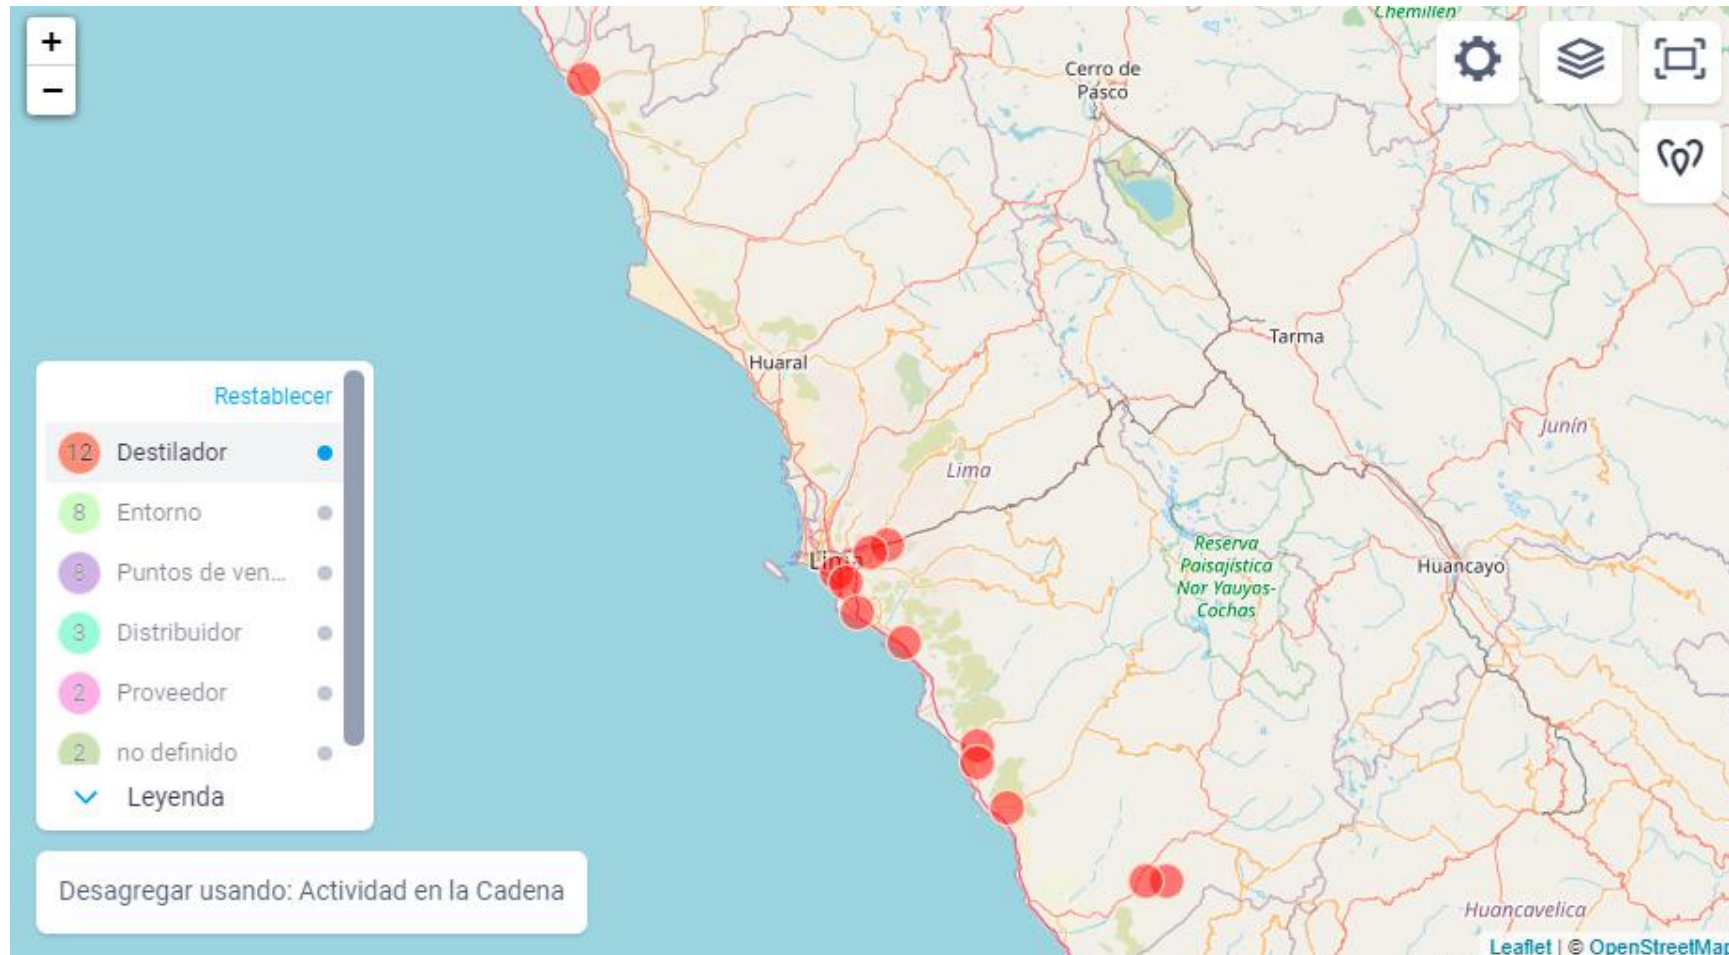 +
−
Chemillén
Cerro de
Pasco
Tarma
Huaral
Junín
Lima
Lima
Reserva
Paisajística
Nor Yauyos-
Cochas
Huancayo
Huancavelica
Restablecer
12 Destilador
8 Entorno
8 Puntos de ven...
3 Distribuidor
2 Proveedor
2 no definido
Leyenda
Desagregar usando: Actividad en la Cadena
Leaflet | © OpenStreetMap